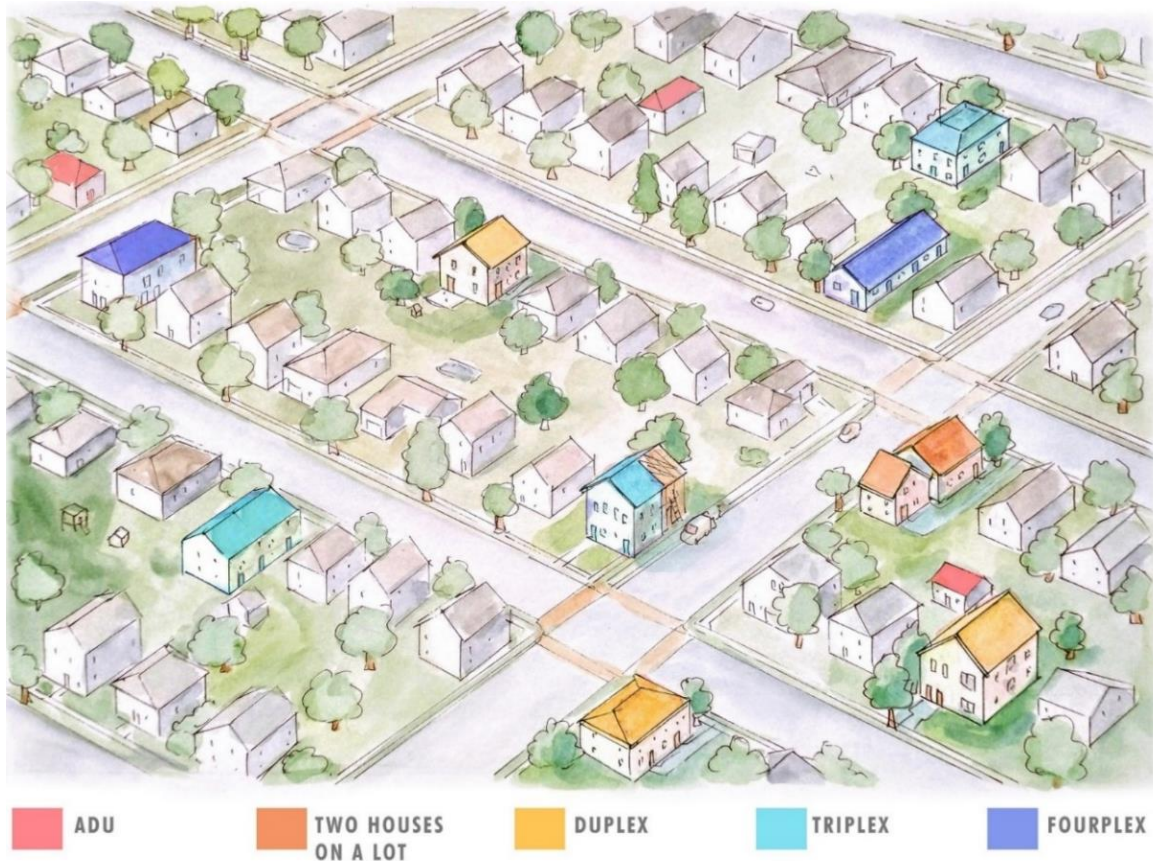 ADU
TWO HOUSES
ON A LOT
DUPLEX
TRIPLEX
FOURPLEX